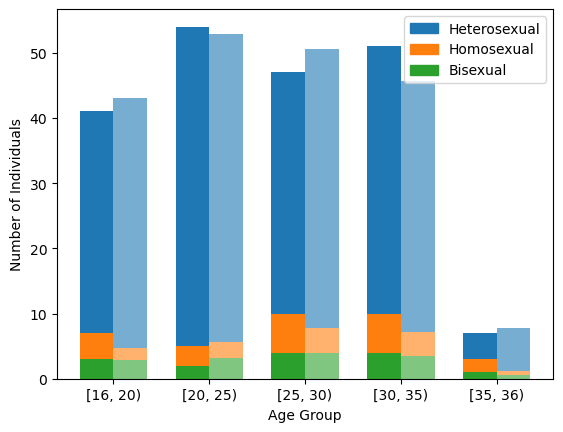 Heterosexual
Homosexual
Bisexual
50
40
30
20
10
0
Number of Individuals
[16, 20)
[20, 25)
[25, 30)
[30, 35)
[35, 36)
Age Group